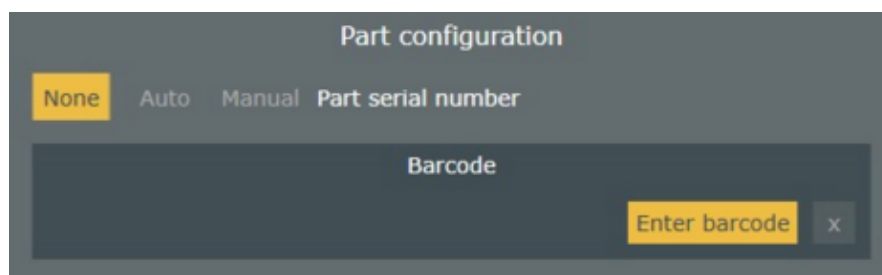 Part configuration
None Auto Manual Part serial number
Barcode
Enter barcode x